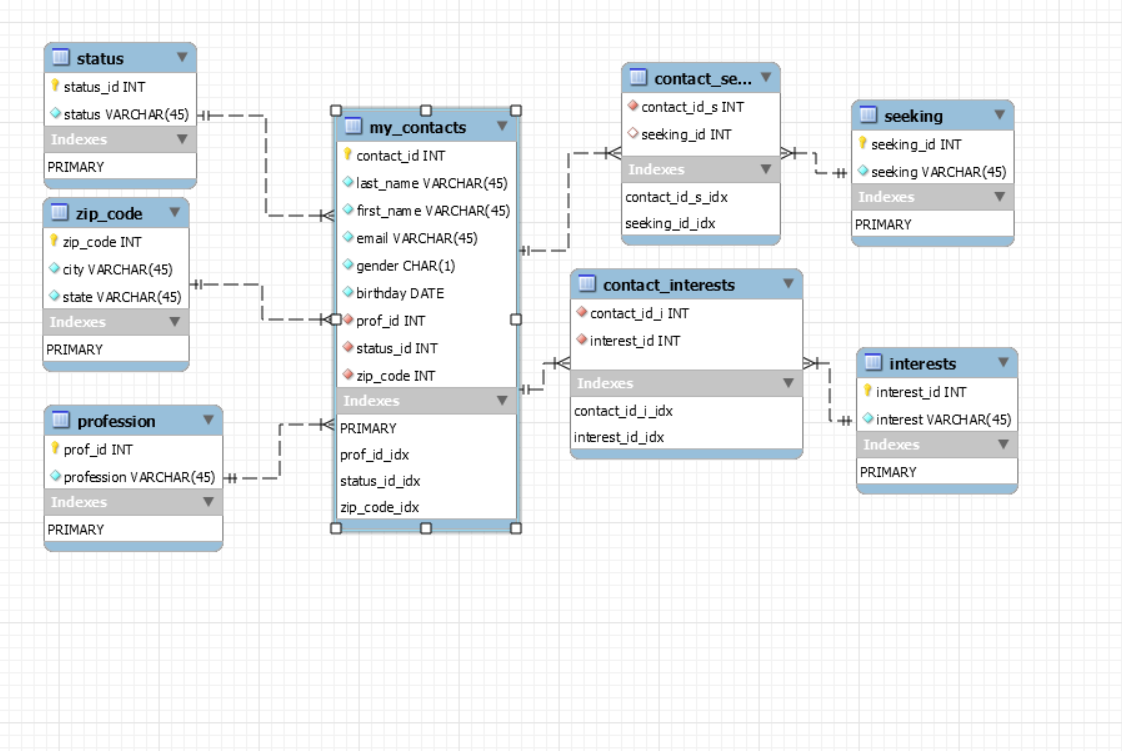 status
status_id INT
status VARCHAR(45)
Indexes
PRIMARY
zip_code
zip_code INT
city VARCHAR(45)
state VARCHAR(45)
Indexes
PRIMARY
profession
prof_id INT
profession VARCHAR(45)
Indexes
PRIMARY
my_contacts
contact_id INT
last_name VARCHAR(45)
first_name VARCHAR(45)
email VARCHAR(45)
gender CHAR(1)
birthday DATE
prof_id INT
status_id INT
zip_code INT
Indexes
PRIMARY
prof_id_idx
status_id_idx
zip_code_idx
contact_se...
contact_id_s INT
seeking_id INT
Indexes
contact_id_s_idx
seeking_id_idx
contact_interests
contact_id_i INT
interest_id INT
Indexes
contact_id_i_idx
interest_id_idx
seeking
seeking_id INT
seeking VARCHAR(45)
Indexes
PRIMARY
interests
interest_id INT
interest VARCHAR(45)
Indexes
PRIMARY